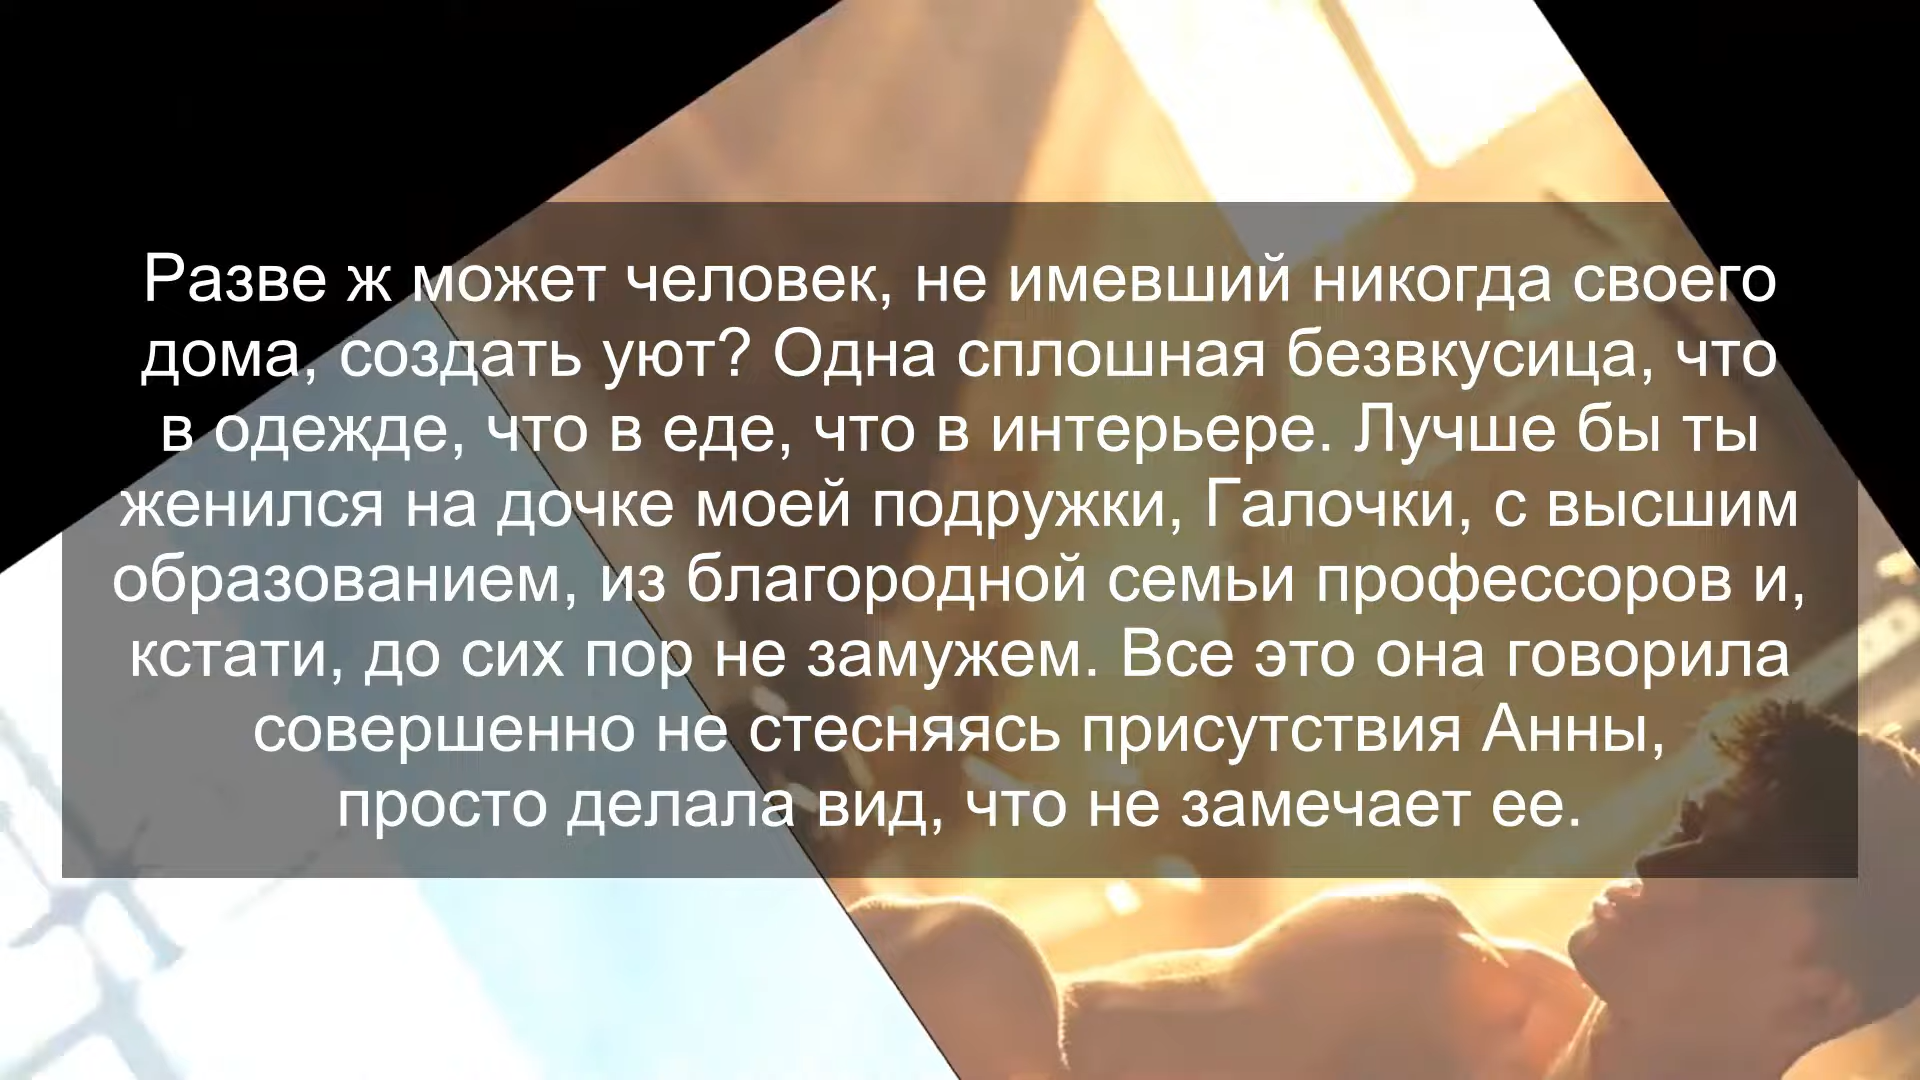 Разве ж может человек, не имевший никогда своего
дома, создать уют? Одна сплошная безвкусица, что
в одежде, что в еде, что в интерьере. Лучше бы ты
женился на дочке моей подружки, Галочки, с высшим
образованием, из благородной семьи профессоров и,
кстати, до сих пор не замужем. Все это она говорила
совершенно не стесняясь присутствия Анны,
просто делала вид, что не замечает ее.